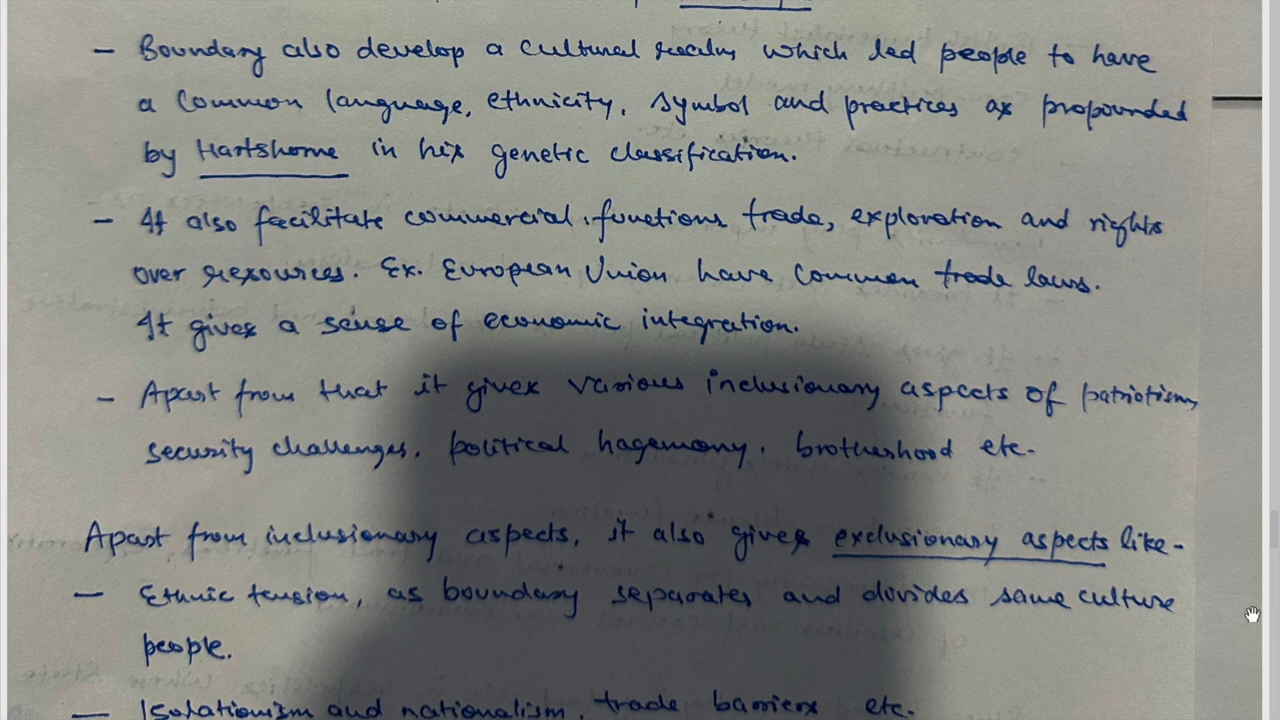 - Boundary also develop a cultural realm which led people to have
a common language, ethnicity, symbol and practices as propounded
by Hartshorne in his genetic classification.
- It also facilitate commercial functions trade, exploration and rights
over resources. Ex. European Union have common trade laws.
It gives a sense of economic integration.
- Apart from that it gives various inclusionary aspects of patriotism,
security challenges, political hagemony, brotherhood etc.
Apart from inclusionary aspects, it also gives exclusionary aspects like-
- Ethnic tension, as boundary separates and divides same culture
people.
- Isolationism and nationalism, trade barriers etc.